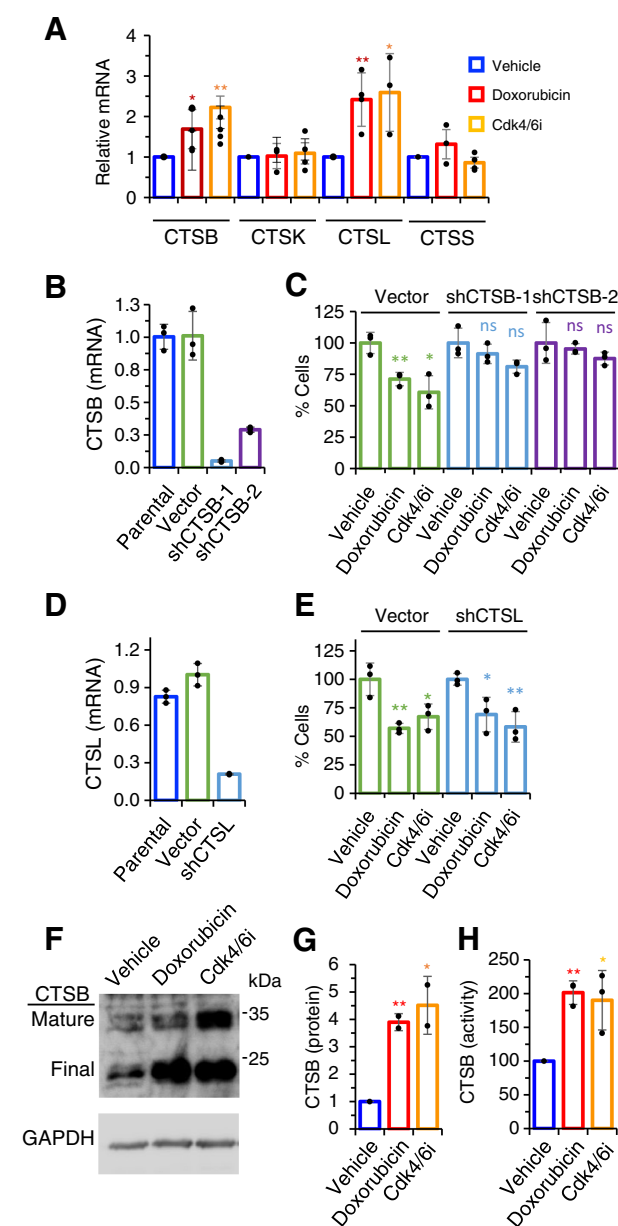 A
Relative mRNA
4
3
2
1
0
* ** ** *
Vehicle
Doxorubicin
Cdk4/6i
CTSB CTSK CTSL CTSS
B
CTSB (mRNA)
1.3
1.0
0.8
0.5
0.3
0.0
Parental Vector shCTSB-1 shCTSB-2
C
Vector shCTSB-1 shCTSB-2
% Cells
125
100
75
50
25
0
** * ns ns ns ns
Vehicle Doxorubicin Cdk4/6i Vehicle Doxorubicin Cdk4/6i Vehicle Doxorubicin Cdk4/6i
D
CTSL (mRNA)
1.2
0.9
0.3
0.0
Parental Vector shCTSL
E
Vector shCTSL
% Cells
125
100
75
50
25
0
** * * **
Vehicle Doxorubicin Cdk4/6i Vehicle Doxorubicin Cdk4/6i
F
Vehicle Doxorubicin Cdk4/6i
CTSB kDa
Mature -35
Final -25
GAPDH
G
CTSB (protein)
6
5
4
3
2
1
0
** *
Vehicle Doxorubicin Cdk4/6i
H
CTSB (activity)
250
200
150
100
50
0
** *
Vehicle Doxorubicin Cdk4/6i